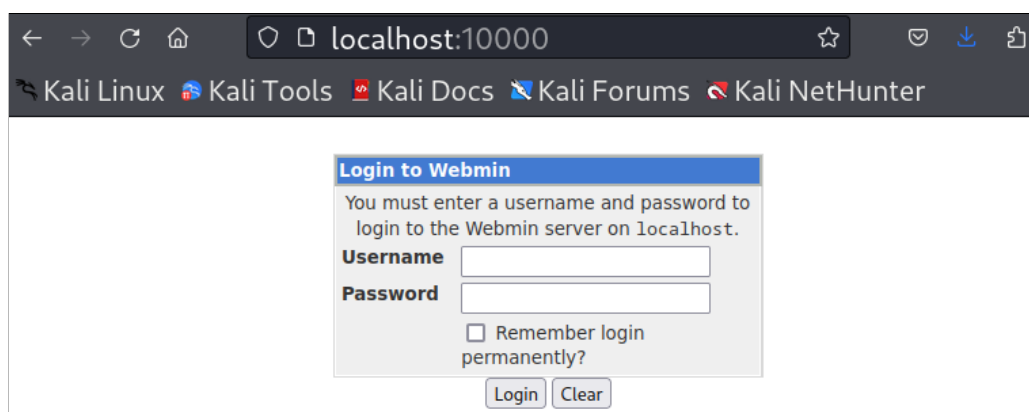 localhost:10000
Kali Linux Kali Tools Kali Docs Kali Forums Kali NetHunter
Login to Webmin
You must enter a username and password to
login to the Webmin server on localhost.
Username
Password
Remember login
permanently?
Login Clear